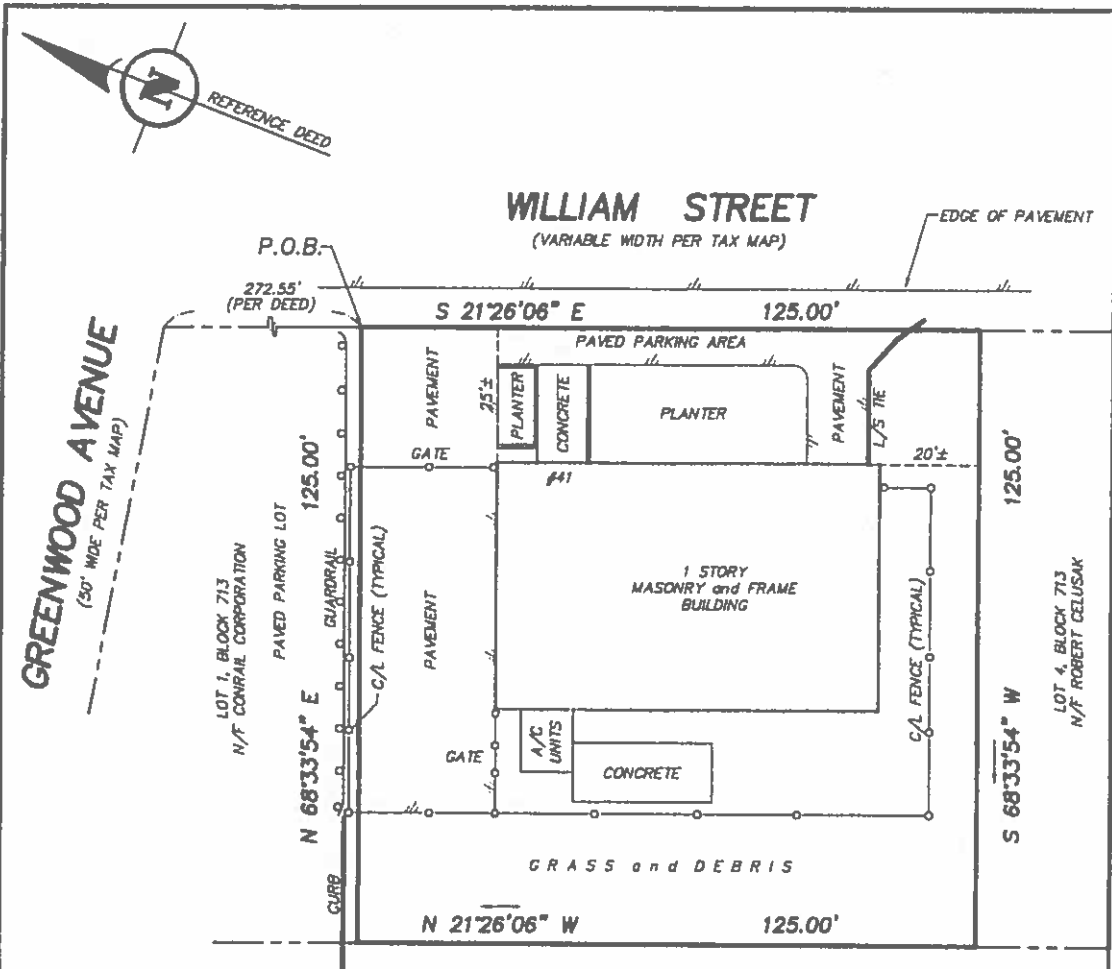 N
REFERENCE DEED
WILLIAM STREET
(VARIABLE WIDTH PER TAX MAP)
EDGE OF PAVEMENT
P.O.B.
272.55'
(PER DEED)
S 21°26'06" E
125.00'
GREENWOOD AVENUE
(50' WIDE PER TAX MAP)
PAVED PARKING AREA
PAVEMENT
25'±
PLANTER
CONCRETE
PLANTER
PAVEMENT
L/S TIE
20'±
GATE
#41
125.00'
125.00'
LOT 1, BLOCK 713
N/F CONRAIL CORPORATION
PAVED PARKING LOT
GUARDRAIL
C/L FENCE (TYPICAL)
PAVEMENT
1 STORY
MASONRY and FRAME
BUILDING
C/L FENCE (TYPICAL)
LOT 4, BLOCK 713
N/F ROBERT CELUSAK
N 68°33'54" E
GATE
A/C
UNITS
CONCRETE
S 68°33'54" W
GRASS and DEBRIS
CURB
N 21°26'06" W
125.00'